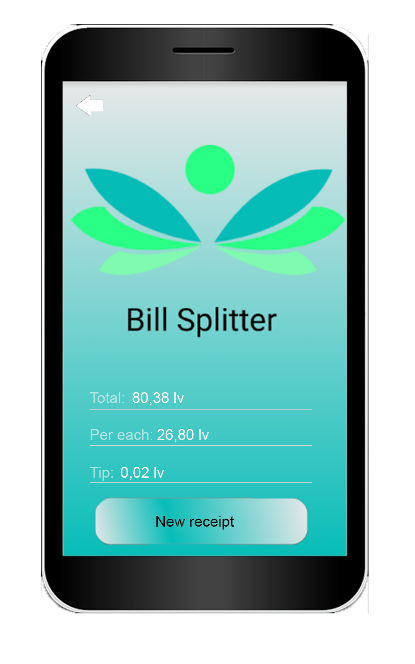 Bill Splitter
Total: 80,38 lv
Per each: 26,80 lv
Tip: 0,02 lv
New receipt